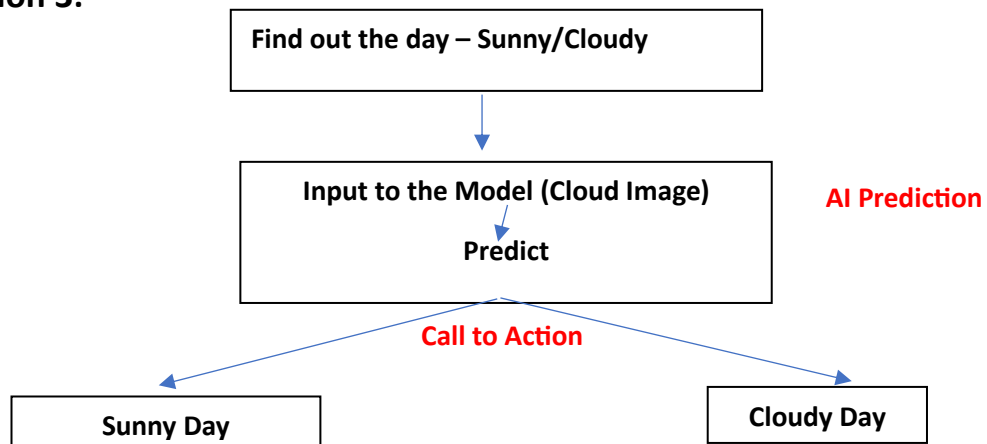 Find out the day – Sunny/Cloudy
Input to the Model (Cloud Image)
AI Prediction
Predict
Call to Action
Sunny Day
Cloudy Day